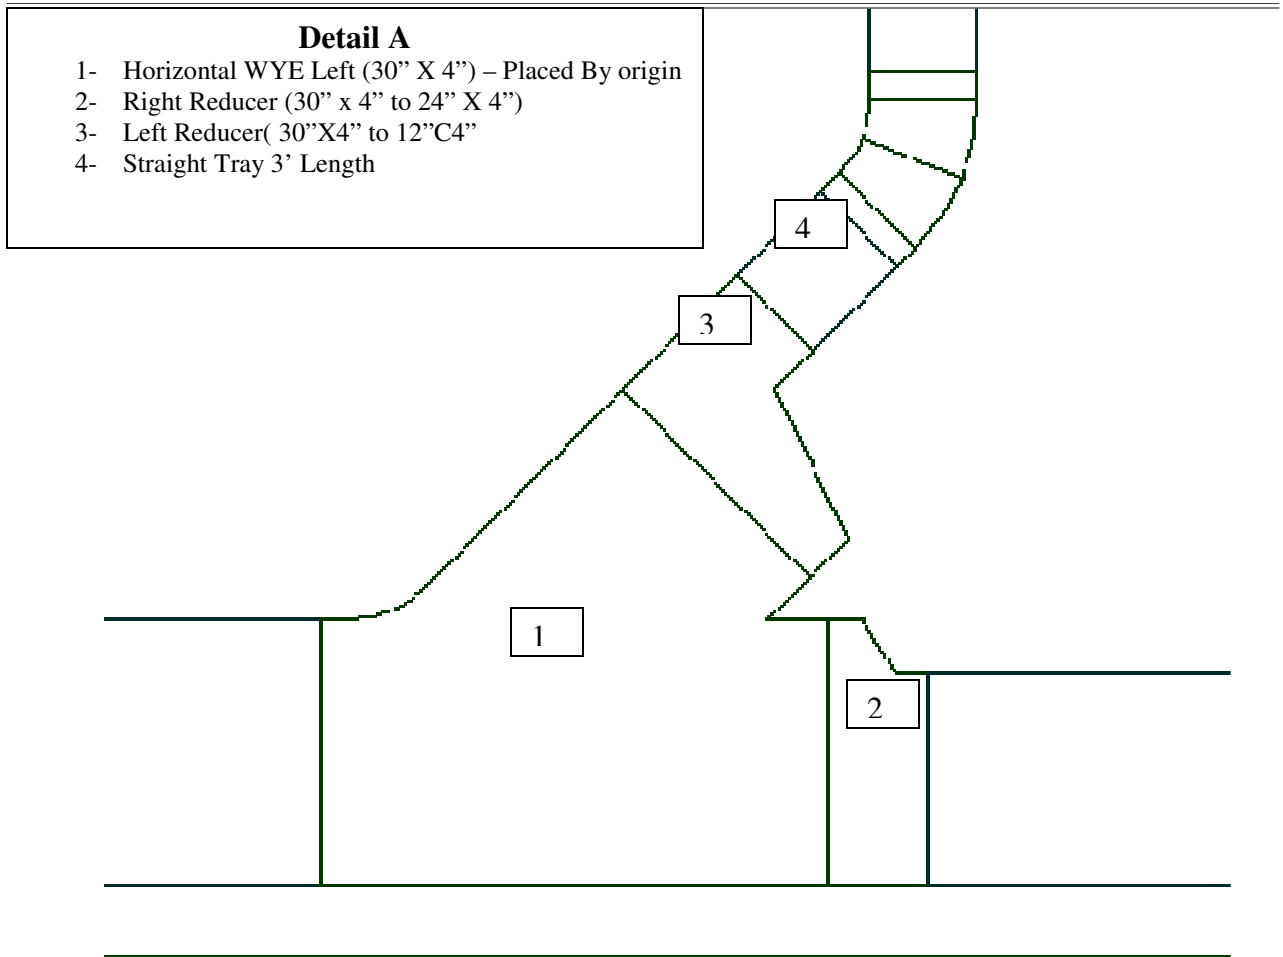 Detail A
1- Horizontal WYE Left (30” X 4”) – Placed By origin
2- Right Reducer (30” x 4” to 24” X 4”)
3- Left Reducer( 30”X4” to 12”C4”
4- Straight Tray 3’ Length
4
3
1
2